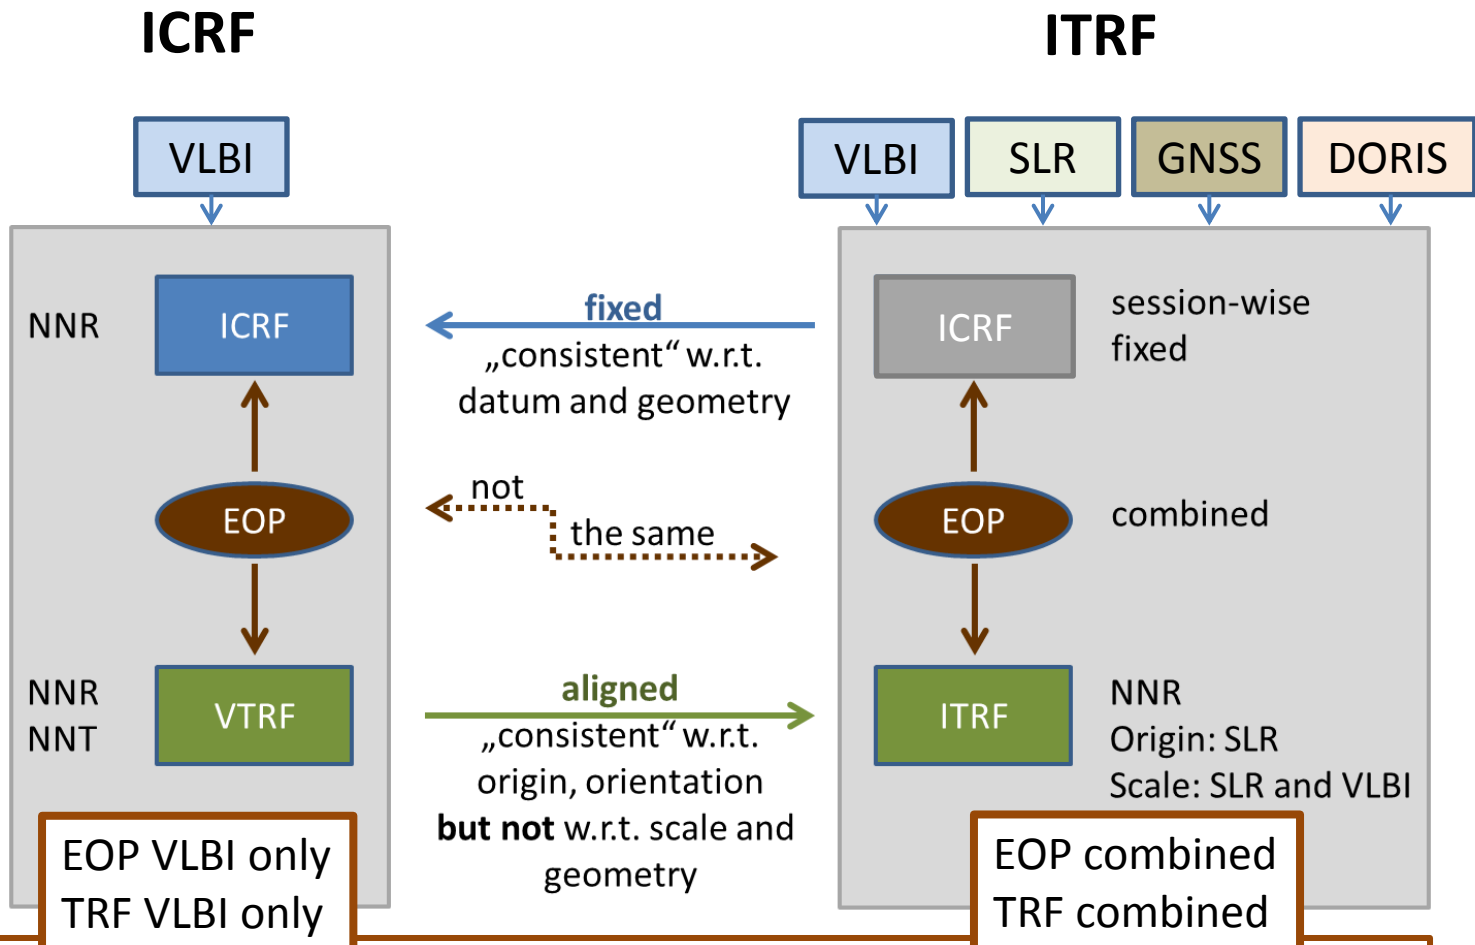 ICRF
ITRF
VLBI
VLBI
SLR
GNSS
DORIS
NNR
ICRF
fixed
„consistent“ w.r.t.
datum and geometry
ICRF
session-wise
fixed
EOP
not
the same
EOP
combined
NNR
NNT
VTRF
aligned
„consistent“ w.r.t.
origin, orientation
but not w.r.t. scale and
geometry
ITRF
NNR
Origin: SLR
Scale: SLR and VLBI
EOP VLBI only
TRF VLBI only
EOP combined
TRF combined